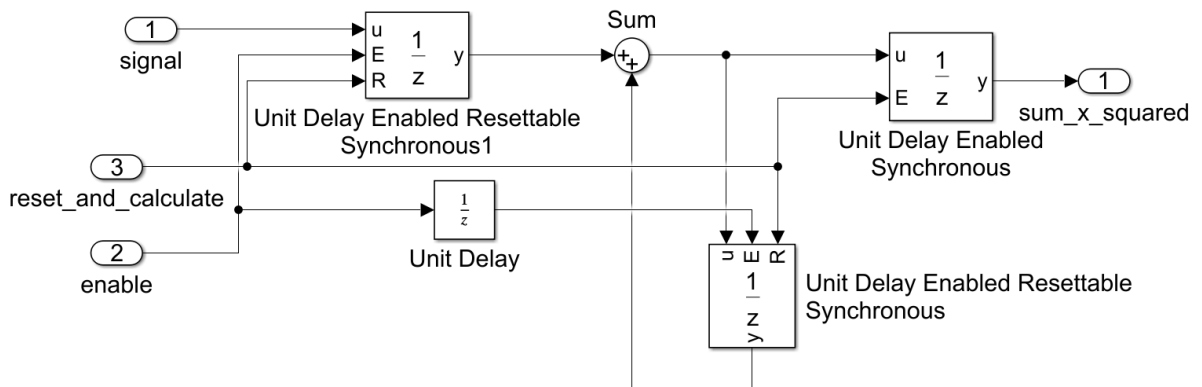 1
signal
u
E
R
1
z
y
Unit Delay Enabled Resettable
Synchronous1
Sum
+
+
u
E
1
z
y
Unit Delay Enabled
Synchronous
1
sum_x_squared
3
reset_and_calculate
2
enable
1
z
Unit Delay
u
E
R
1
z
y
Unit Delay Enabled Resettable
Synchronous